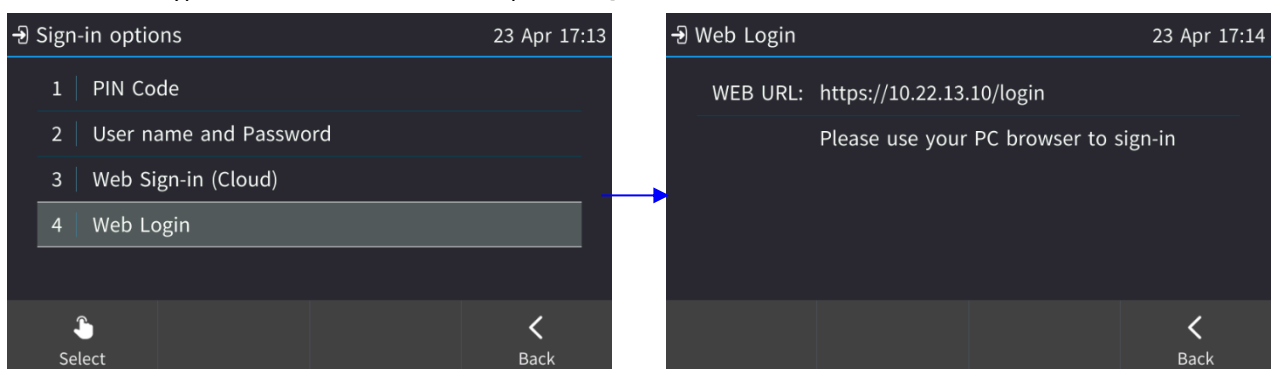 Sign-in options 23 Apr 17:13
1 PIN Code
2 User name and Password
3 Web Sign-in (Cloud)
4 Web Login
Select Back
Web Login 23 Apr 17:14
WEB URL: https://10.22.13.10/login
Please use your PC browser to sign-in
Back